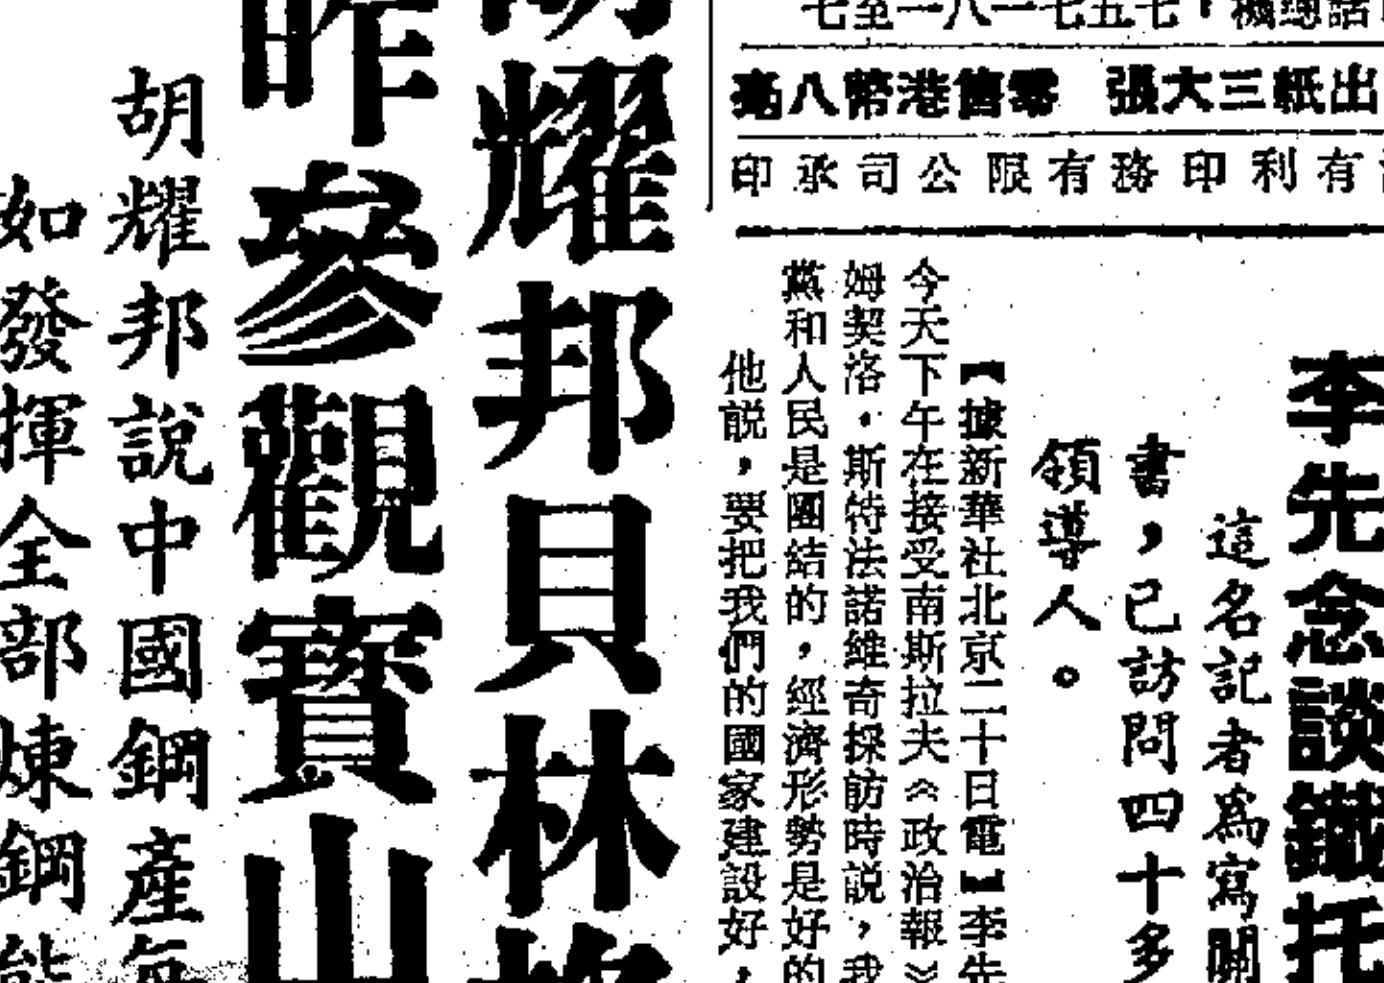 話總機：七五七一八一至七
出紙三大張 零售港幣八毫
有利印務有限公司承印
李先念談鐵托
這名記者爲寫關
書，已訪問四十多
領導人。
【據新華社北京二十日電】李先
今天下午在接受南斯拉夫《政治報》
姆契洛·斯特法諾維奇採訪時説，我
黨和人民是團結的，經濟形勢是好的
他説，要把我們的國家建設好，
胡耀邦貝林格
昨參觀寶山
胡耀邦説中國鋼產每
如發揮全部煉鋼能